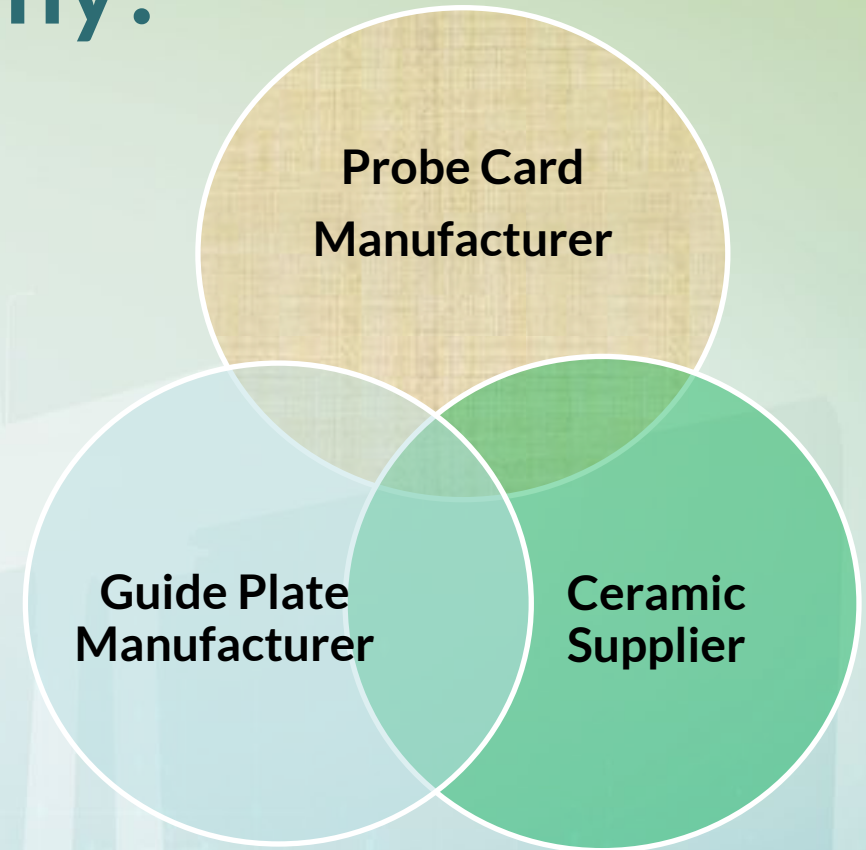 Probe Card
Manufacturer
Guide Plate
Manufacturer
Ceramic
Supplier